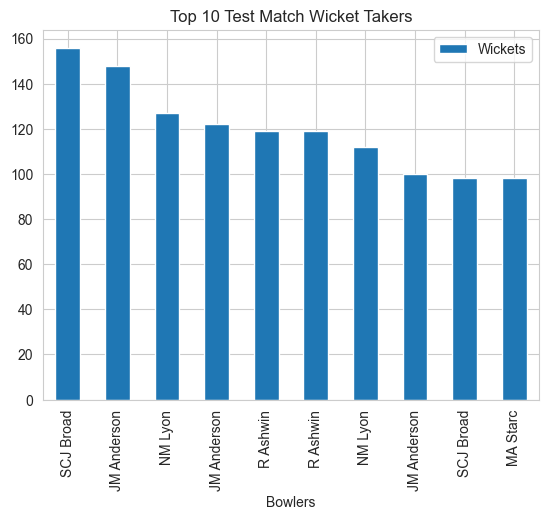 Top 10 Test Match Wicket Takers
Wickets
160
140
120
100
80
60
40
20
0
SCJ Broad
JM Anderson
NM Lyon
JM Anderson
R Ashwin
R Ashwin
NM Lyon
JM Anderson
SCJ Broad
MA Starc
Bowlers